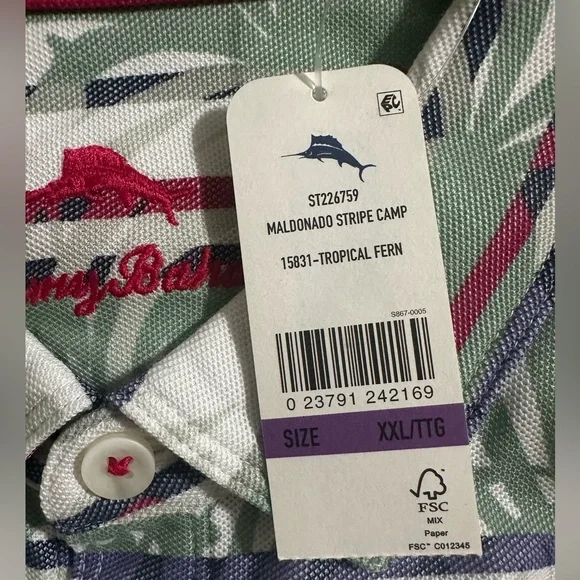 ST226759
MALDONADO STRIPE CAMP
15831-TROPICAL FERN
S867-0005
0 23791 242169
SIZE XXL/TTG
FSC
MIX
Paper
FSC™ C012345